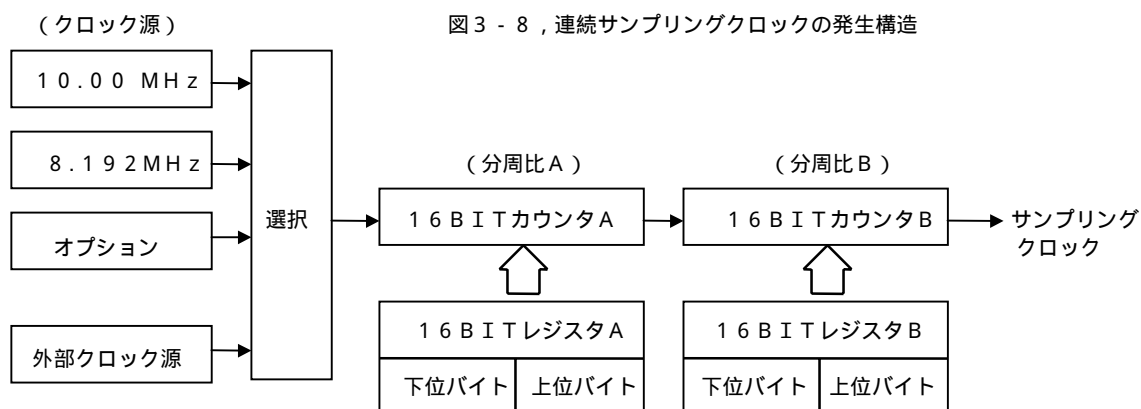 (クロック源)
図3-8,連続サンプリングクロックの発生構造
10.00 MHz
8.192MHz
オプション
外部クロック源
選択
(分周比A)
(分周比B)
16BITカウンタA
16BITカウンタB
サンプリング
クロック
16BITレジスタA
16BITレジスタB
下位バイト 上位バイト
下位バイト 上位バイト